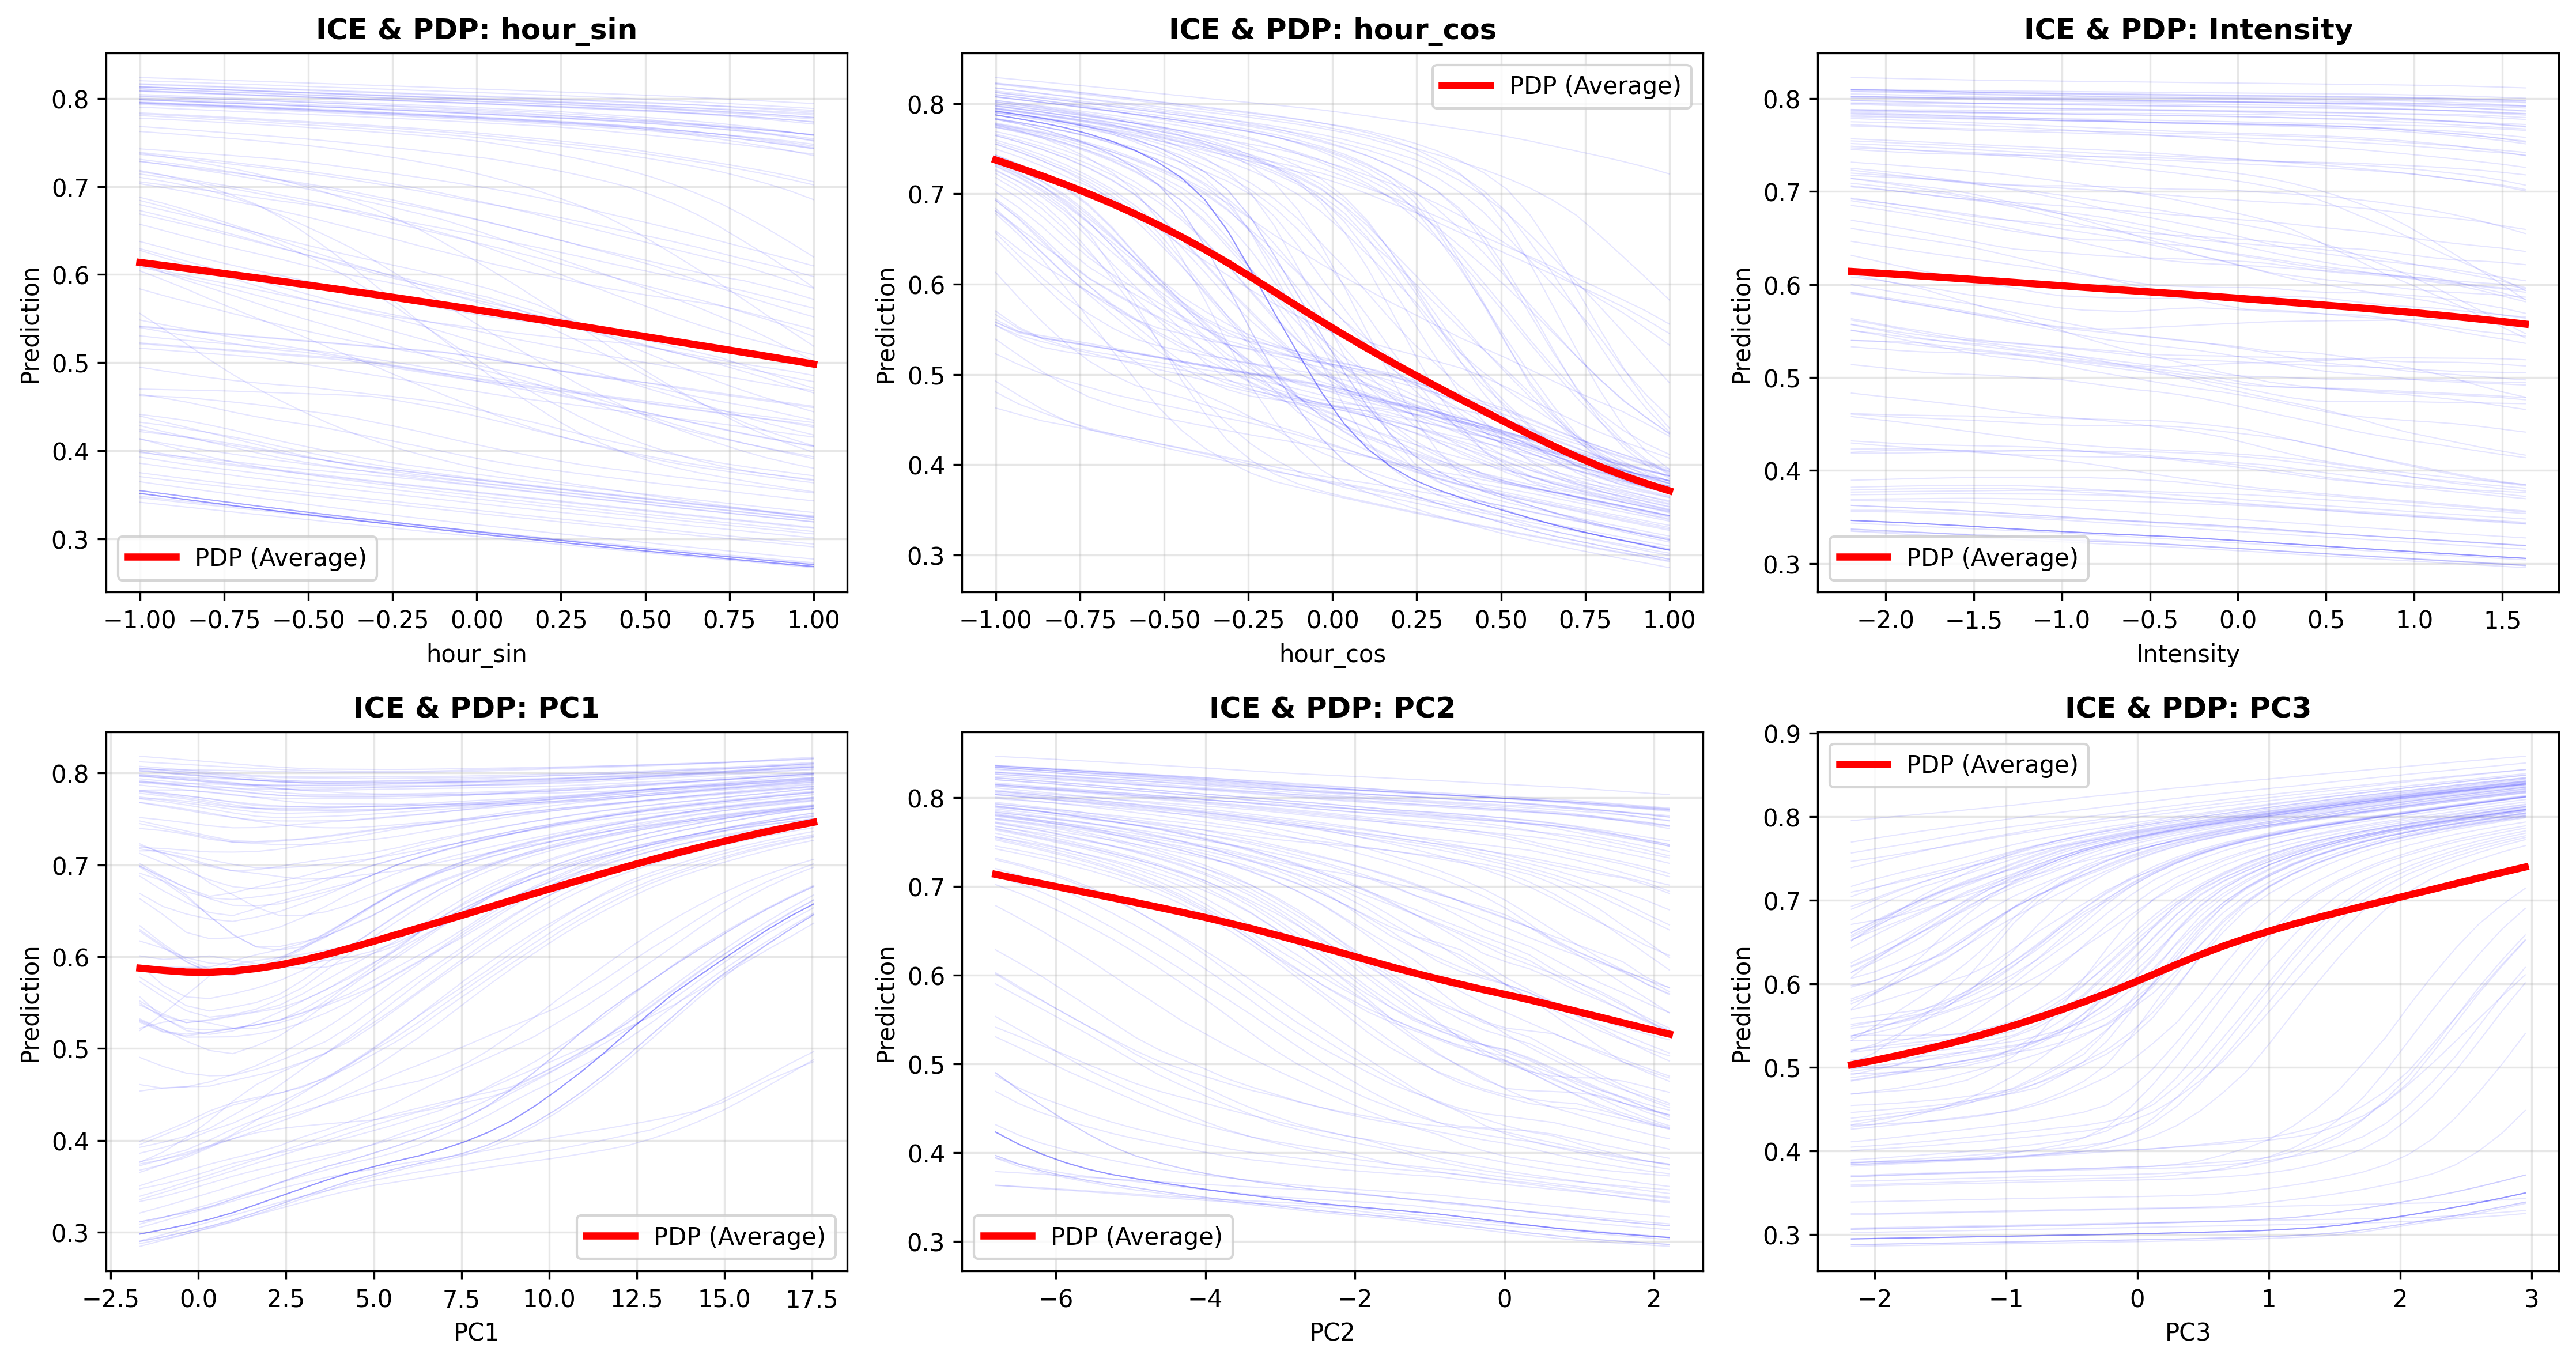 ICE & PDP: hour_sin
Prediction
0.8
0.7
0.6
0.5
0.4
0.3
PDP (Average)
−1.00 −0.75 −0.50 −0.25 0.00 0.25 0.50 0.75 1.00
hour_sin
ICE & PDP: hour_cos
Prediction
0.8
0.7
0.6
0.5
0.4
0.3
PDP (Average)
−1.00 −0.75 −0.50 −0.25 0.00 0.25 0.50 0.75 1.00
hour_cos
ICE & PDP: Intensity
Prediction
0.8
0.7
0.6
0.5
0.4
0.3
PDP (Average)
−2.0 −1.5 −1.0 −0.5 0.0 0.5 1.0 1.5
Intensity
ICE & PDP: PC1
Prediction
0.8
0.7
0.6
0.5
0.4
0.3
PDP (Average)
−2.5 0.0 2.5 5.0 7.5 10.0 12.5 15.0 17.5
PC1
ICE & PDP: PC2
Prediction
0.8
0.7
0.6
0.5
0.4
0.3
PDP (Average)
−6 −4 −2 0 2
PC2
ICE & PDP: PC3
Prediction
0.9
0.8
0.7
0.6
0.5
0.4
0.3
PDP (Average)
−2 −1 0 1 2 3
PC3